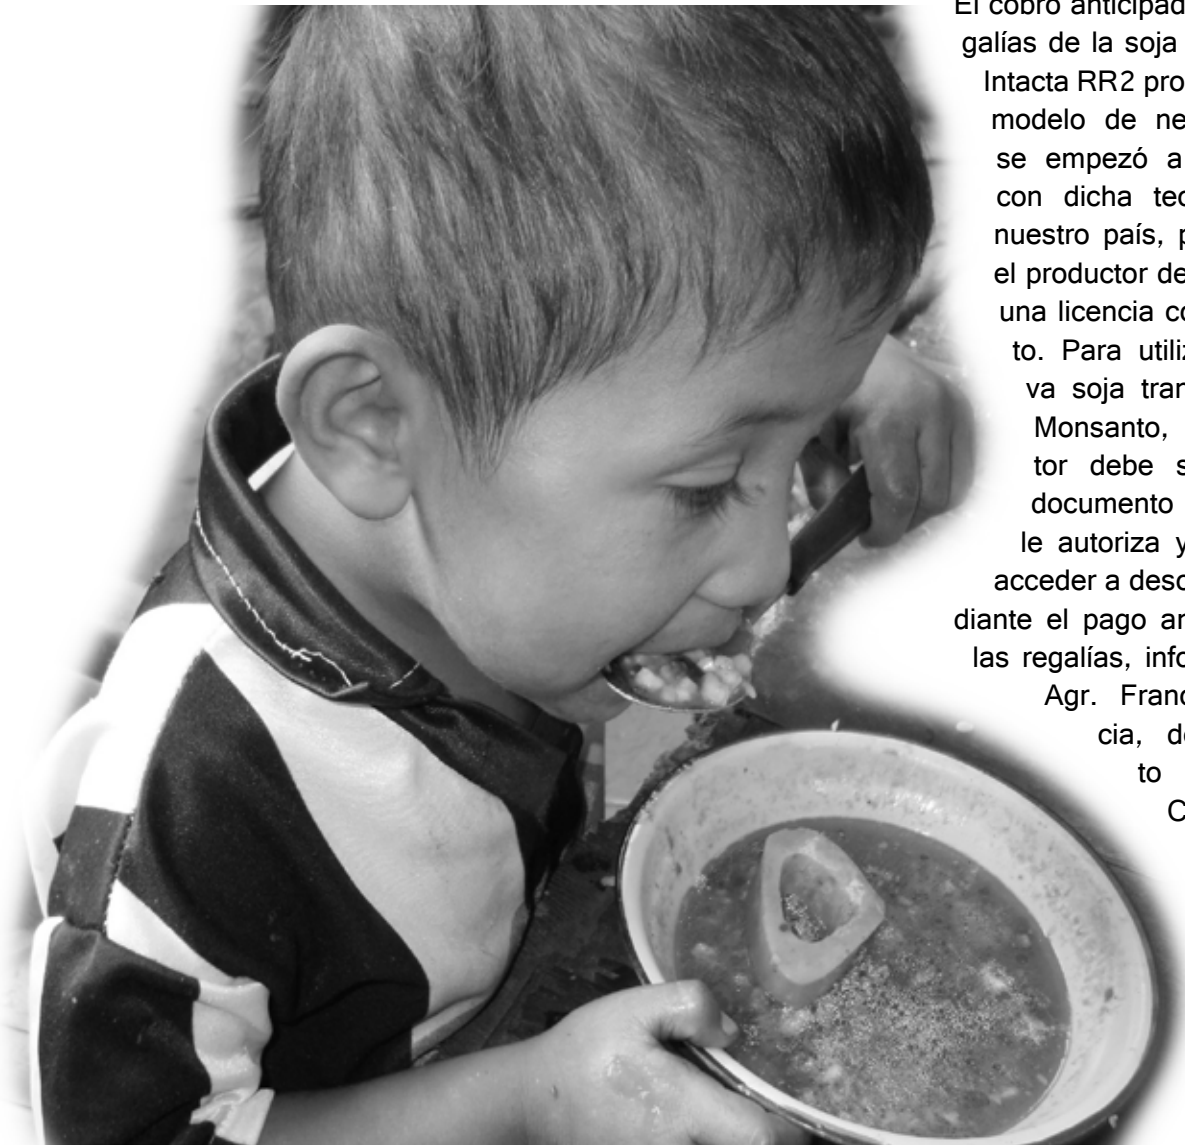 El cobro anticipad
galías de la soja
Intacta RR2 pro
modelo de ne
se empezó a
con dicha tec
nuestro país, p
el productor de
una licencia co
to. Para utiliz
va soja tran
Monsanto,
tor debe s
documento
le autoriza y
acceder a desc
diante el pago an
las regalías, info
Agr. Franc
cia, de
to
C